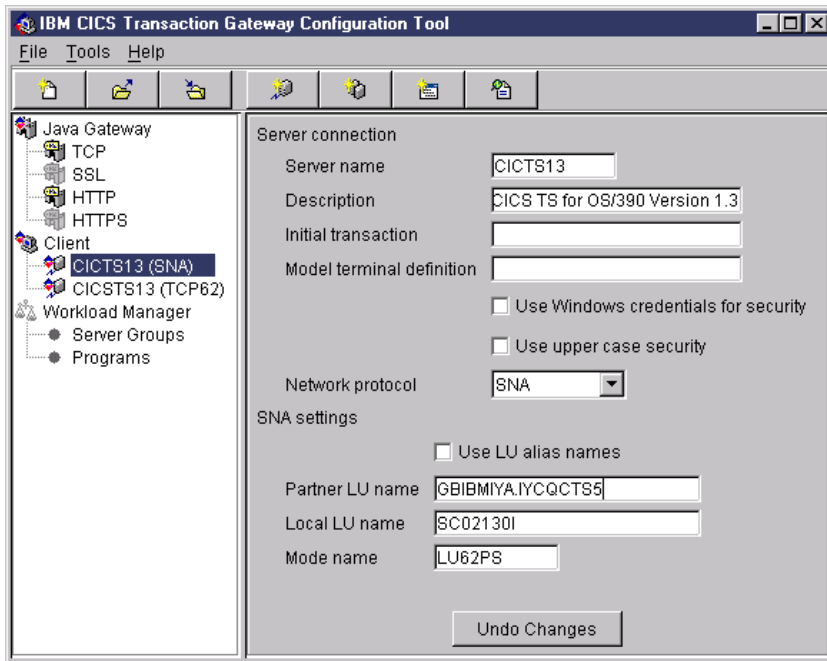 IBM CICS Transaction Gateway Configuration Tool
File Tools Help
Java Gateway
TCP
SSL
HTTP
HTTPS
Client
CICTS13 (SNA)
CICSTS13 (TCP62)
Workload Manager
Server Groups
Programs
Server connection
Server name CICTS13
Description CICS TS for OS/390 Version 1.3
Initial transaction
Model terminal definition
Use Windows credentials for security
Use upper case security
Network protocol SNA
SNA settings
Use LU alias names
Partner LU name GBIBMIYA.IYCQCTS5
Local LU name SC02130I
Mode name LU62PS
Undo Changes